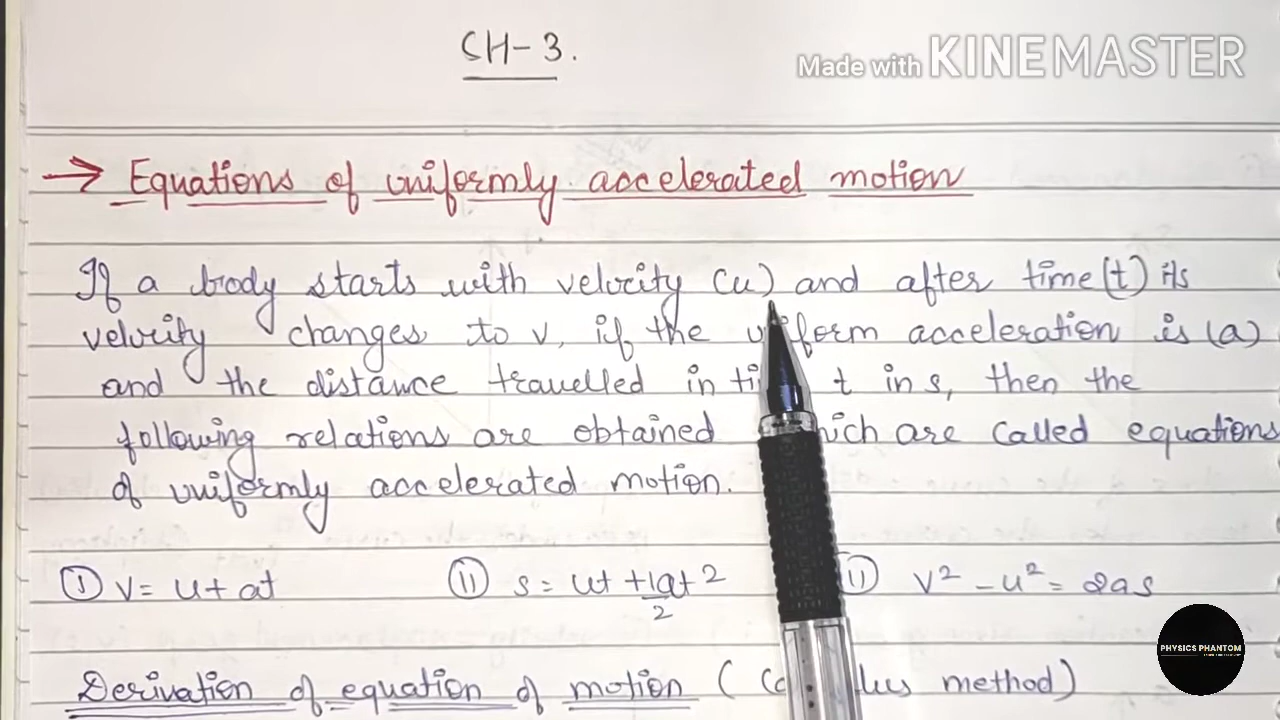 CH-3.
Made with KINEMASTER
→ Equations of uniformly accelerated motion
If a body starts with velocity (u) and after time (t) its
velocity changes to v, if the uniform acceleration is (a)
and the distance travelled in time t in s, then the
following relations are obtained which are called equations
of uniformly accelerated motion.
(I) v = u + at (II) s = ut + 1/2 at² v² - u² = 2as
Derivation of equation of motion ( method)
PHYSICS PHANTOM